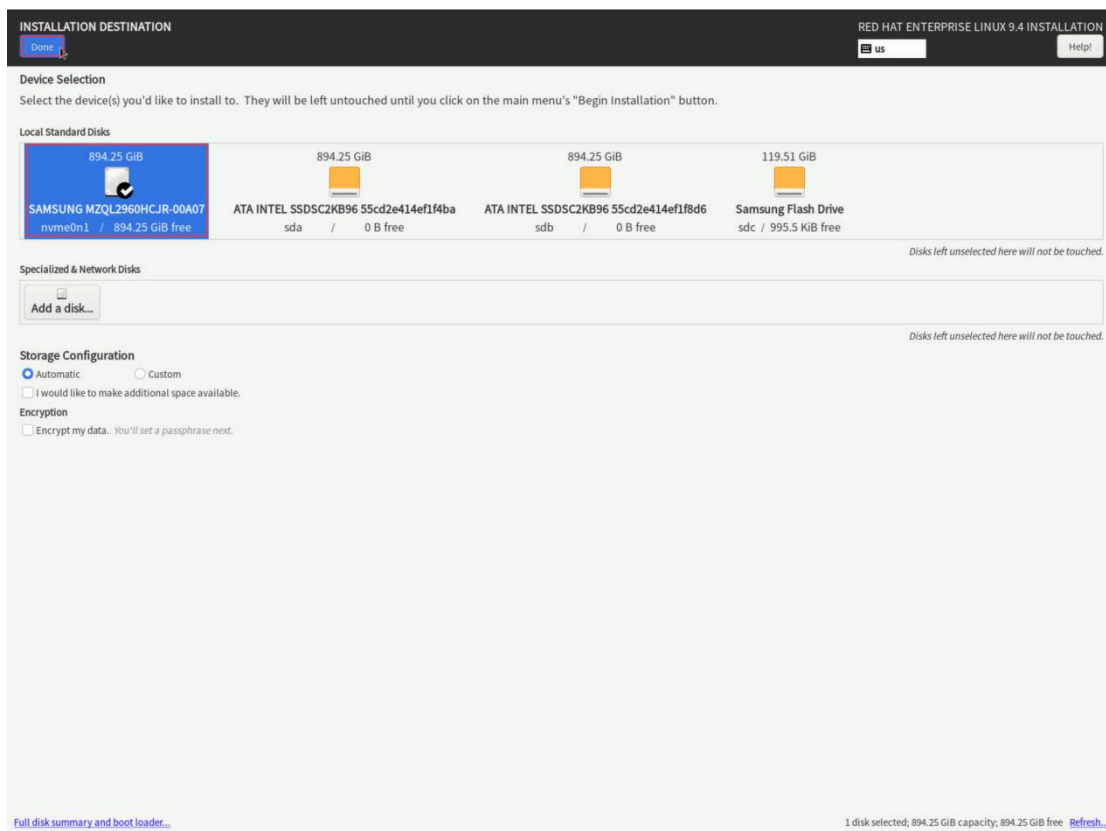 INSTALLATION DESTINATION
RED HAT ENTERPRISE LINUX 9.4 INSTALLATION
Done
us
Help!
Device Selection
Select the device(s) you'd like to install to. They will be left untouched until you click on the main menu's "Begin Installation" button.
Local Standard Disks
894.25 GiB
SAMSUNG MZQL2960HCJR-00A07
nvme0n1 / 894.25 GiB free
894.25 GiB
ATA INTEL SSDSC2KB96 55cd2e414ef1f4ba
sda / 0 B free
894.25 GiB
ATA INTEL SSDSC2KB96 55cd2e414ef1f8d6
sdb / 0 B free
119.51 GiB
Samsung Flash Drive
sdc / 995.5 KiB free
Disks left unselected here will not be touched.
Specialized & Network Disks
Add a disk...
Disks left unselected here will not be touched.
Storage Configuration
Automatic
Custom
I would like to make additional space available.
Encryption
Encrypt my data. You'll set a passphrase next.
Full disk summary and boot loader...
1 disk selected; 894.25 GiB capacity; 894.25 GiB free Refresh..